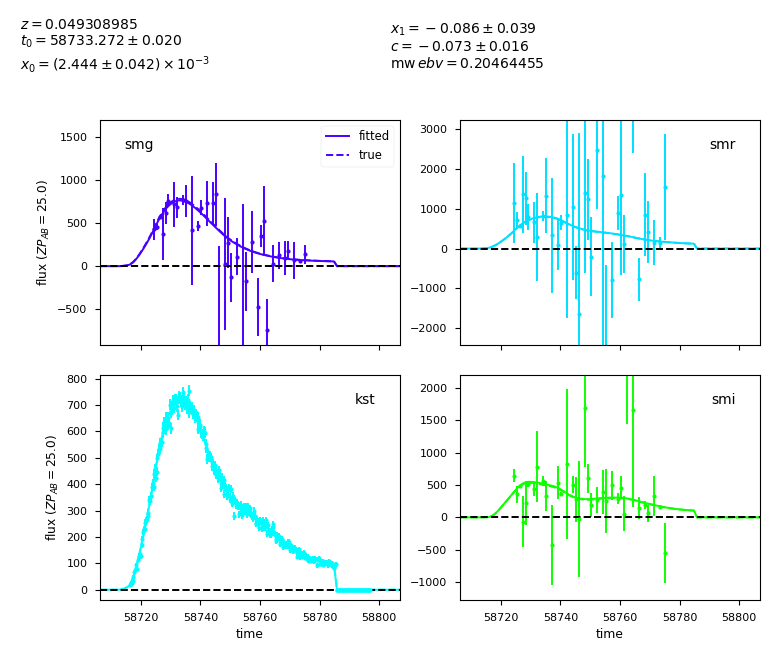 z = 0.049308985
t₀ = 58733.272 ± 0.020
x₀ = (2.444 ± 0.042) × 10⁻³
x₁ = −0.086 ± 0.039
c = −0.073 ± 0.016
mw ebv = 0.20464455
smg
fitted
true
1500
1000
500
0
−500
flux (ZP_AB = 25.0)
smr
3000
2000
1000
0
−1000
−2000
kst
800
700
600
500
400
300
200
100
0
flux (ZP_AB = 25.0)
58720 58740 58760 58780 58800
time
smi
2000
1500
1000
500
0
−500
−1000
58720 58740 58760 58780 58800
time